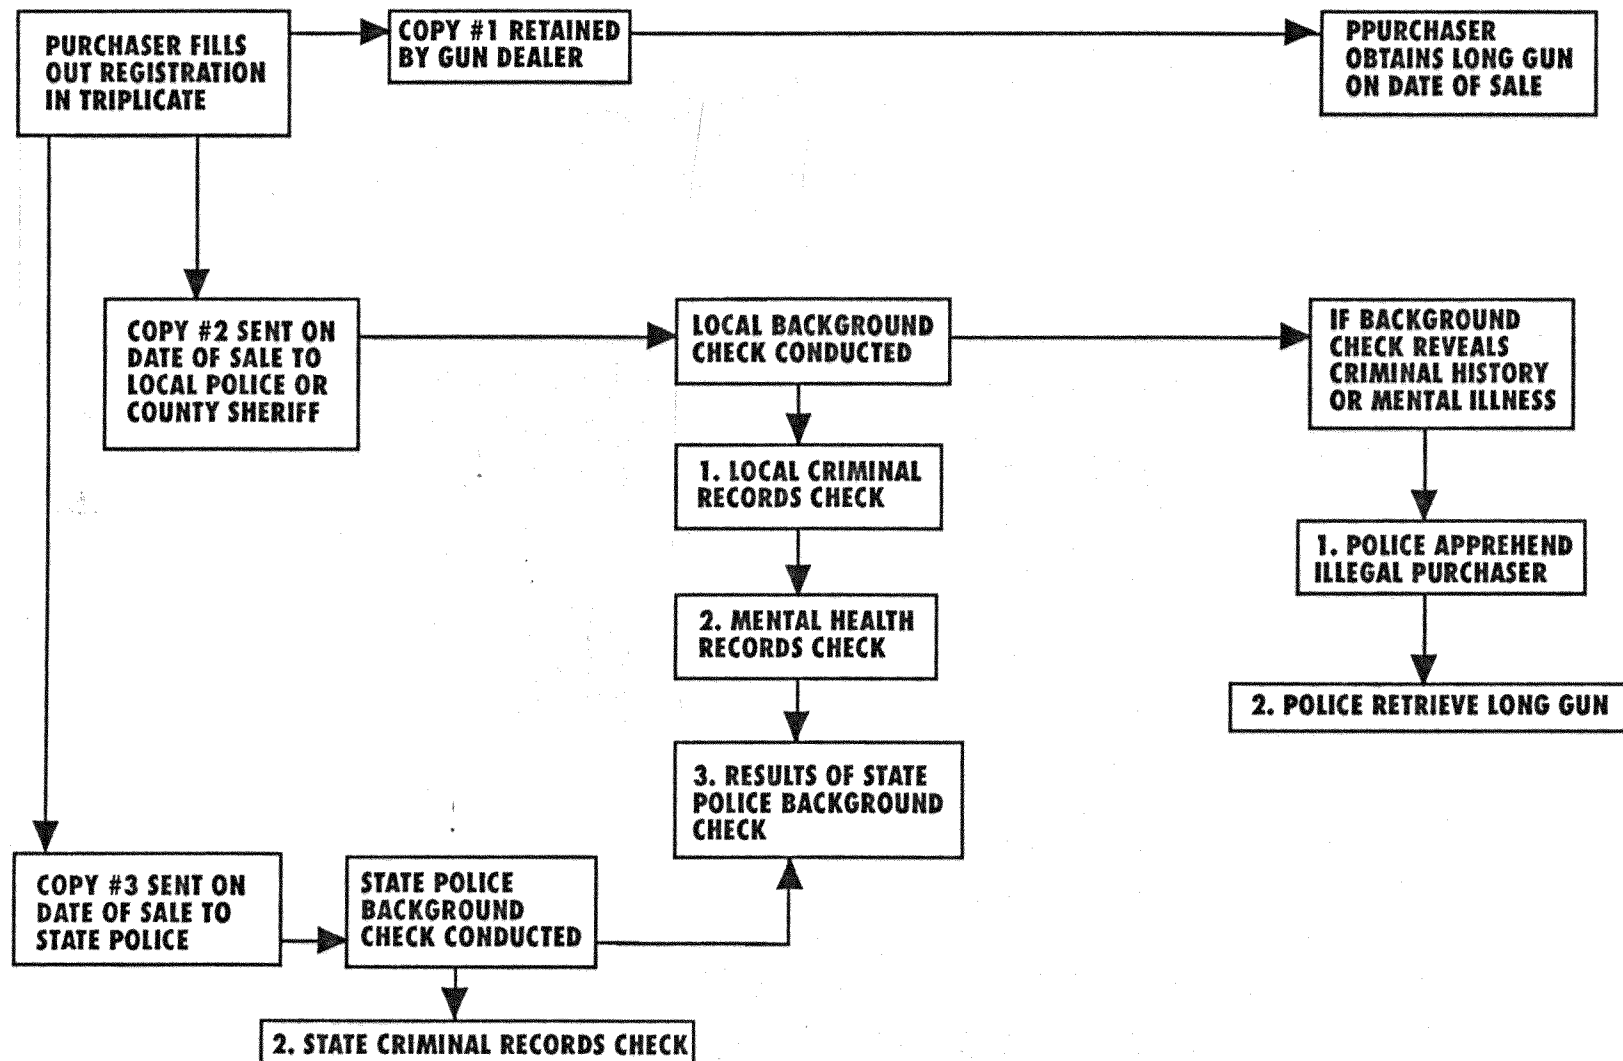 PURCHASER FILLS
OUT REGISTRATION
IN TRIPLICATE
COPY #1 RETAINED
BY GUN DEALER
PPURCHASER
OBTAINS LONG GUN
ON DATE OF SALE
COPY #2 SENT ON
DATE OF SALE TO
LOCAL POLICE OR
COUNTY SHERIFF
LOCAL BACKGROUND
CHECK CONDUCTED
IF BACKGROUND
CHECK REVEALS
CRIMINAL HISTORY
OR MENTAL ILLNESS
1. LOCAL CRIMINAL
RECORDS CHECK
1. POLICE APPREHEND
ILLEGAL PURCHASER
2. MENTAL HEALTH
RECORDS CHECK
2. POLICE RETRIEVE LONG GUN
3. RESULTS OF STATE
POLICE BACKGROUND
CHECK
COPY #3 SENT ON
DATE OF SALE TO
STATE POLICE
STATE POLICE
BACKGROUND
CHECK CONDUCTED
2. STATE CRIMINAL RECORDS CHECK